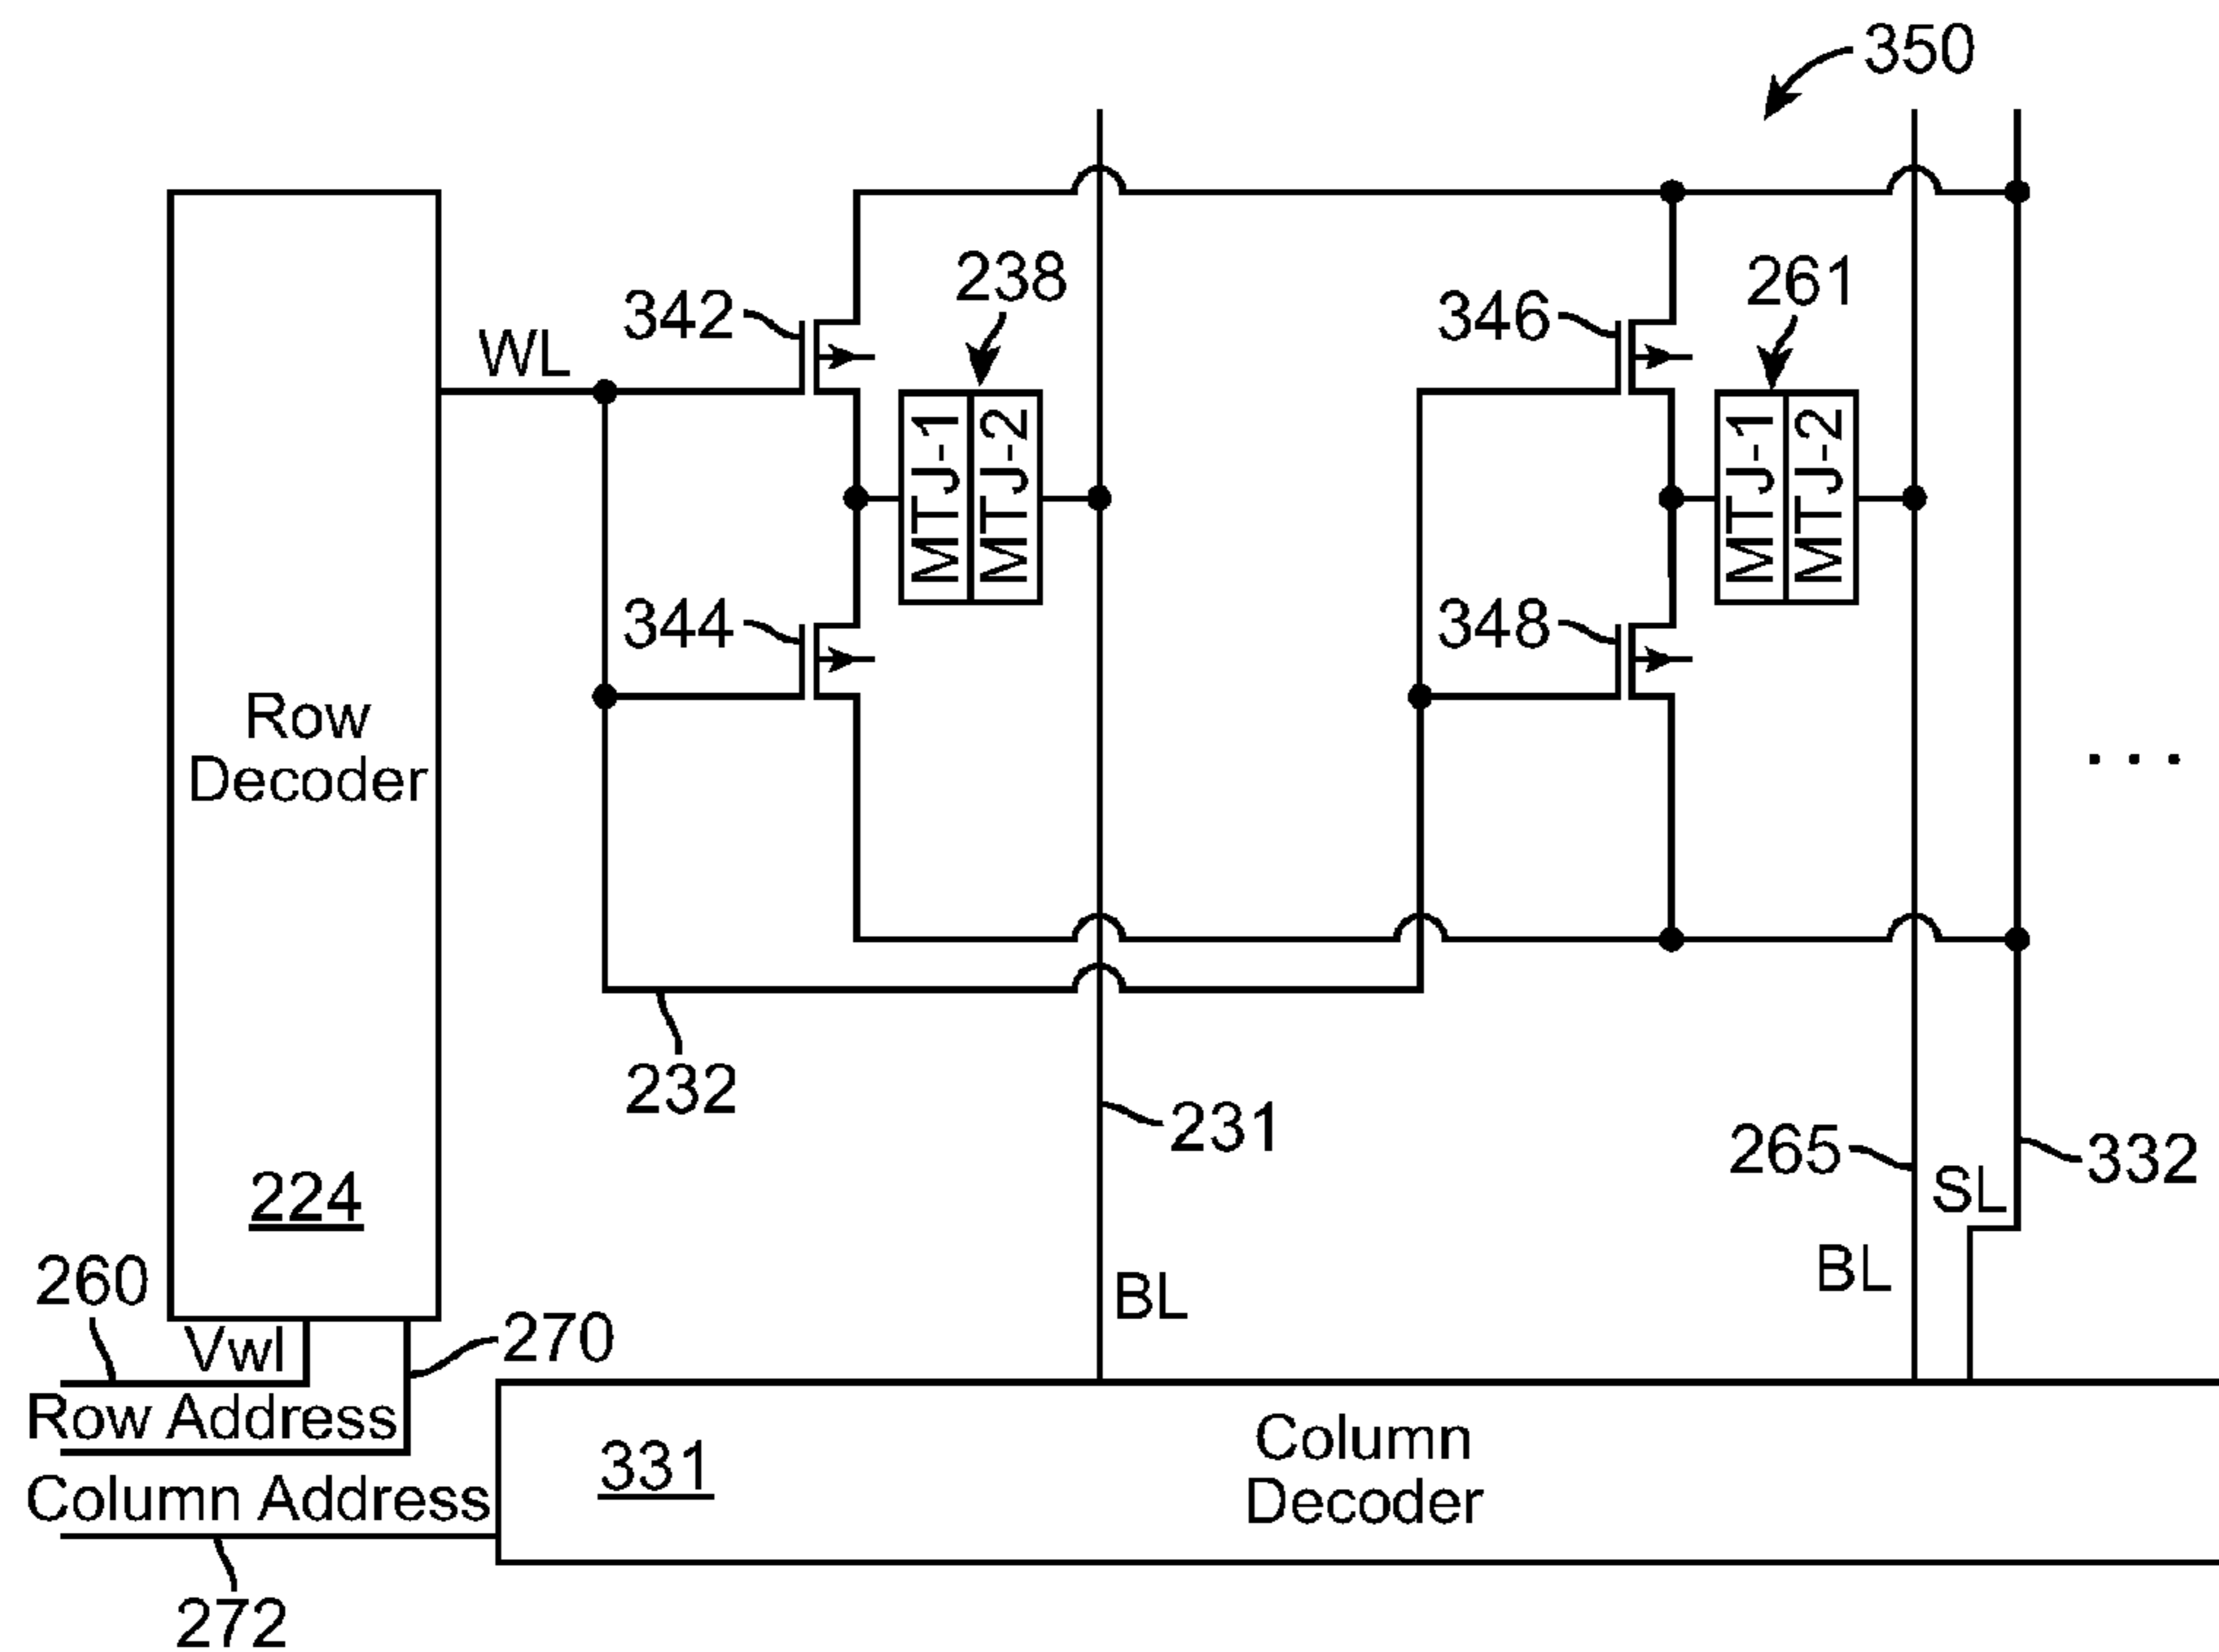 350
238
261
342
346
WL
MTJ-1
MTJ-2
MTJ-1
MTJ-2
344
348
Row
Decoder
. . .
232
231
265
332
SL
224
260
BL
BL
Vwl
270
Row Address
Column
Decoder
331
Column Address
272